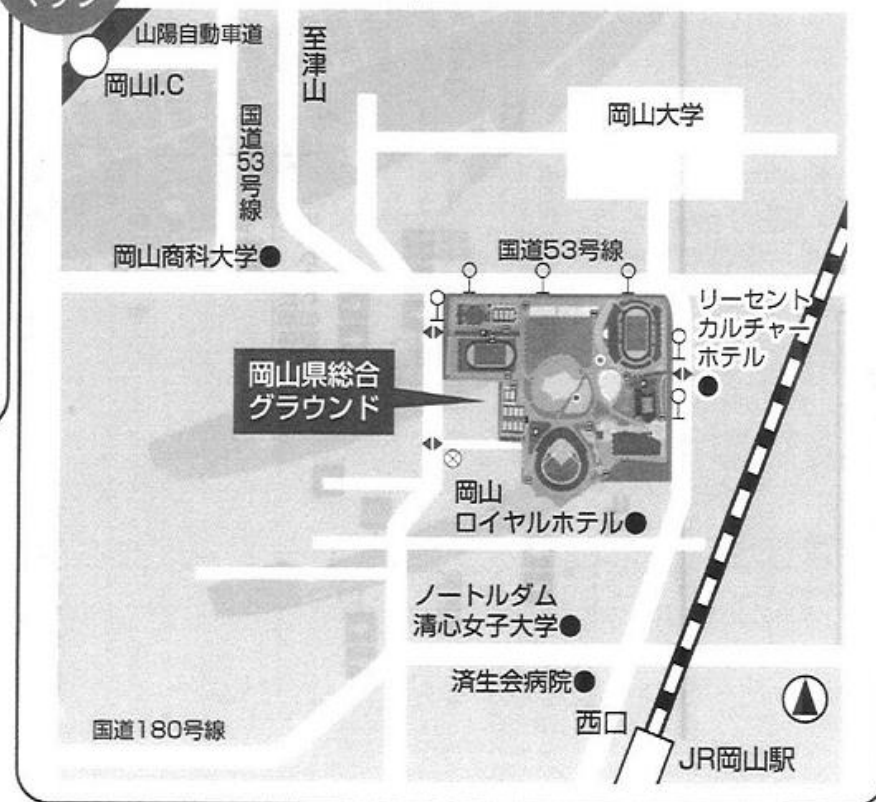 山陽自動車道
岡山I.C
至津山
国道53号線
岡山大学
岡山商科大学
国道53号線
リーセント
カルチャー
ホテル
岡山県総合
グラウンド
岡山
ロイヤルホテル
ノートルダム
清心女子大学
済生会病院
西口
国道180号線
JR岡山駅